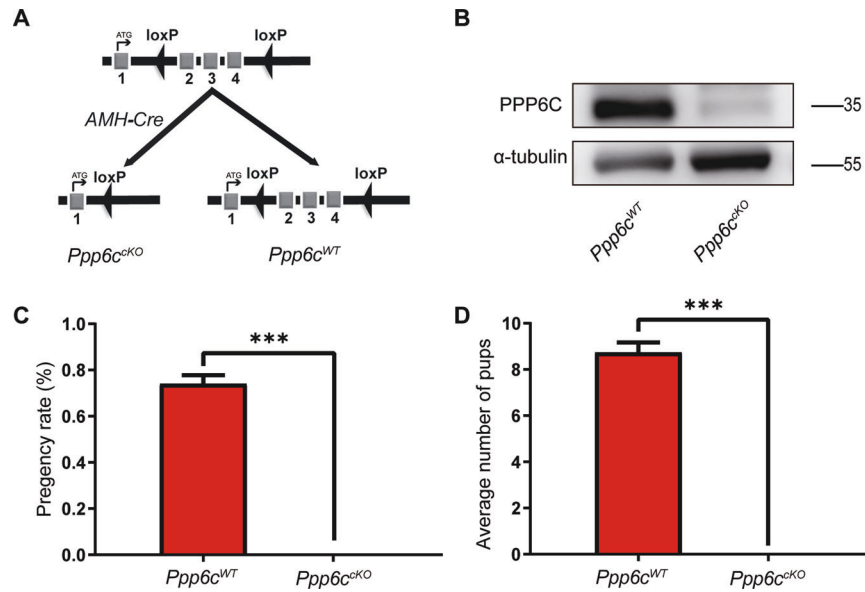 A
ATG
loxP
loxP
1
2
3
4
AMH-Cre
ATG
loxP
1
Ppp6c^cKO
ATG
loxP
loxP
1
2
3
4
Ppp6c^WT
B
PPP6C
35
α-tubulin
55
Ppp6c^WT
Ppp6c^cKO
C
Pregency rate (%)
1.0
0.8
0.6
0.4
0.2
0.0
***
Ppp6c^WT
Ppp6c^cKO
D
Average number of pups
10
8
6
4
2
0
***
Ppp6c^WT
Ppp6c^cKO